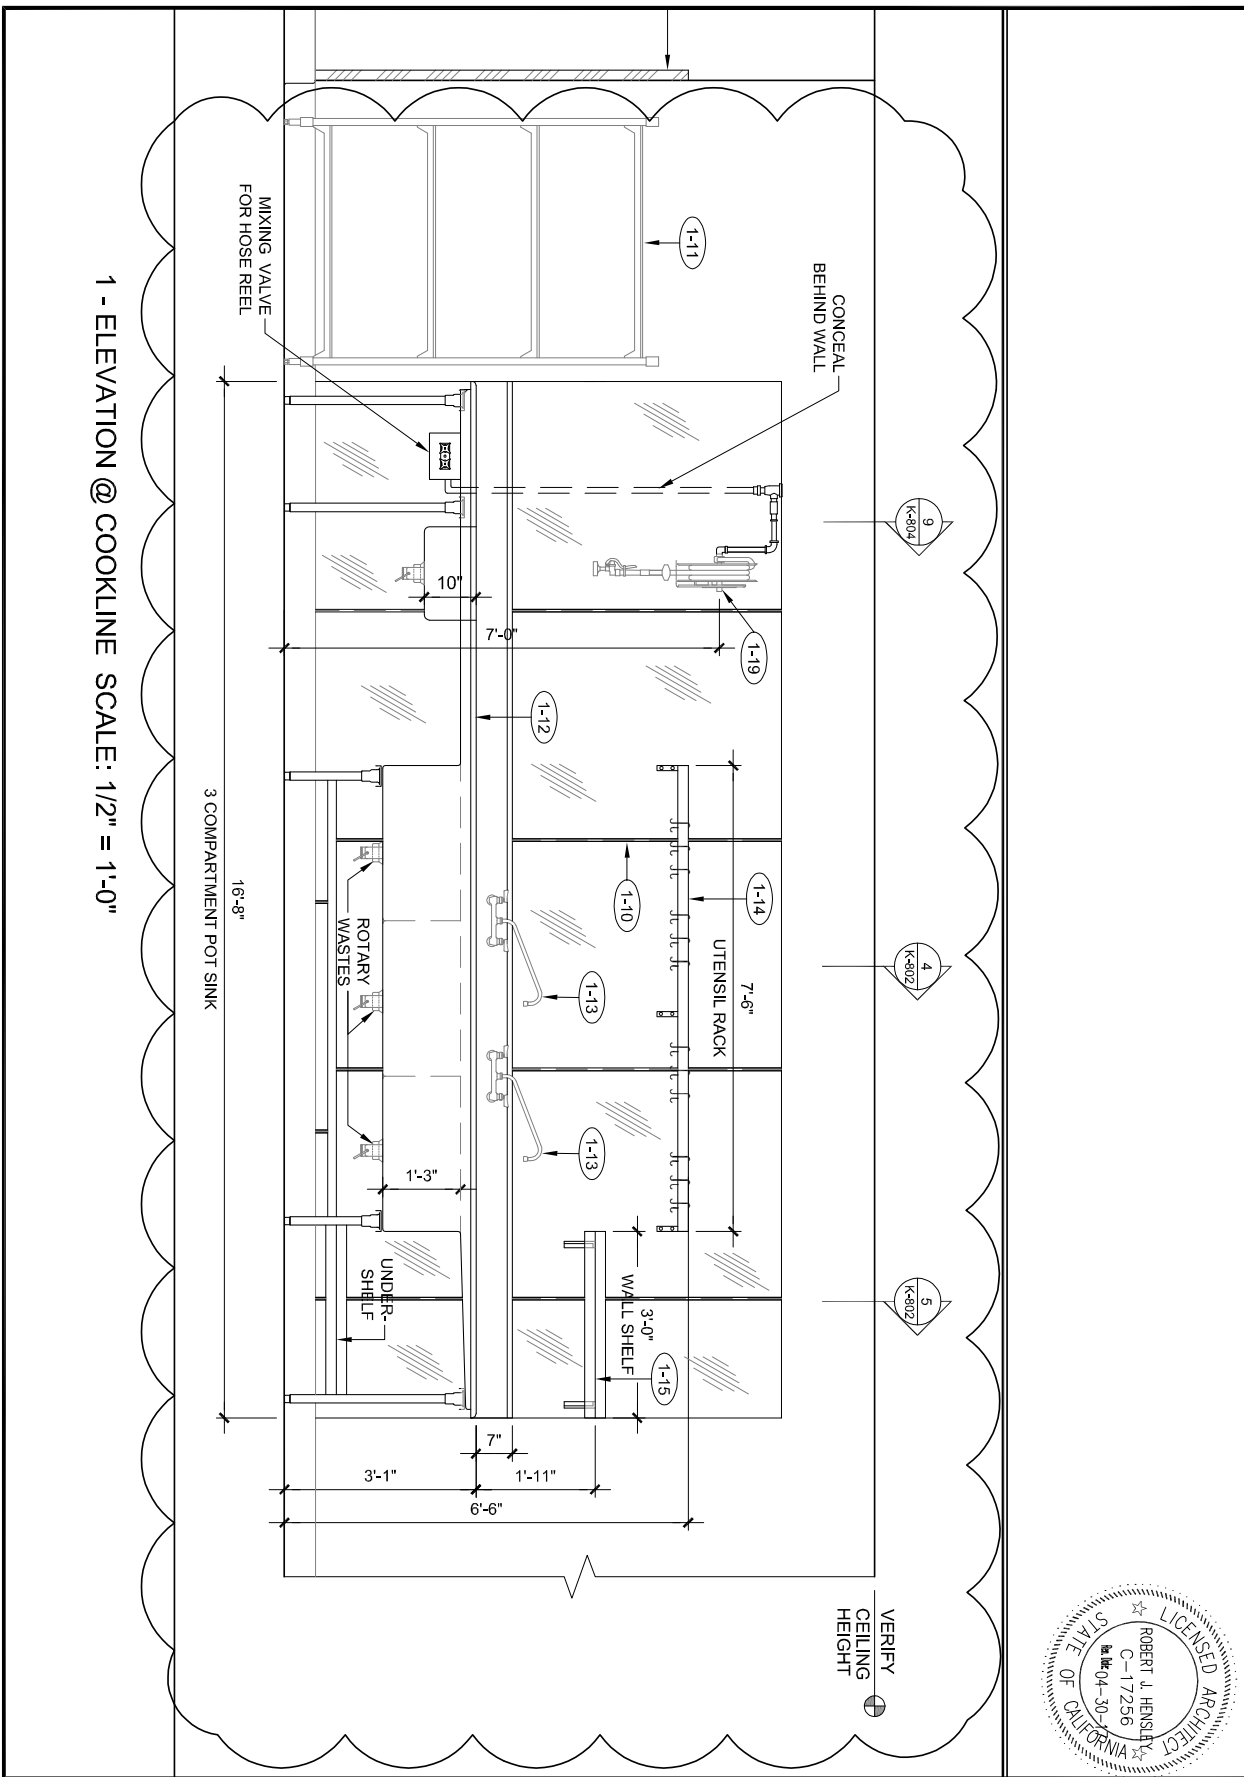 LICENSED ARCHITECT
ROBERT J. HENSLEY
C-17256
STATE OF CALIFORNIA
9
K-804
4
K-802
5
K-802
VERIFY
CEILING
HEIGHT
CONCEAL
BEHIND WALL
1-11
1-19
1-14
7'-6"
UTENSIL RACK
1-15
3'-0"
WALL SHELF
1-10
1-13
1-13
1-12
7'-0"
10"
7"
1'-11"
3'-1"
6'-6"
1'-3"
MIXING VALVE
FOR HOSE REEL
ROTARY
WASTES
UNDER-
SHELF
16'-8"
3 COMPARTMENT POT SINK
1 - ELEVATION @ COOKLINE SCALE: 1/2" = 1'-0"